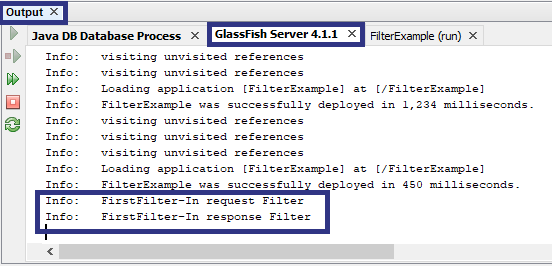 Output
Java DB Database Process GlassFish Server 4.1.1 FilterExample (run)
Info: visiting unvisited references
Info: visiting unvisited references
Info: Loading application [FilterExample] at [/FilterExample]
Info: FilterExample was successfully deployed in 1,234 milliseconds.
Info: visiting unvisited references
Info: visiting unvisited references
Info: visiting unvisited references
Info: Loading application [FilterExample] at [/FilterExample]
Info: FilterExample was successfully deployed in 450 milliseconds.
Info: FirstFilter-In request Filter
Info: FirstFilter-In response Filter